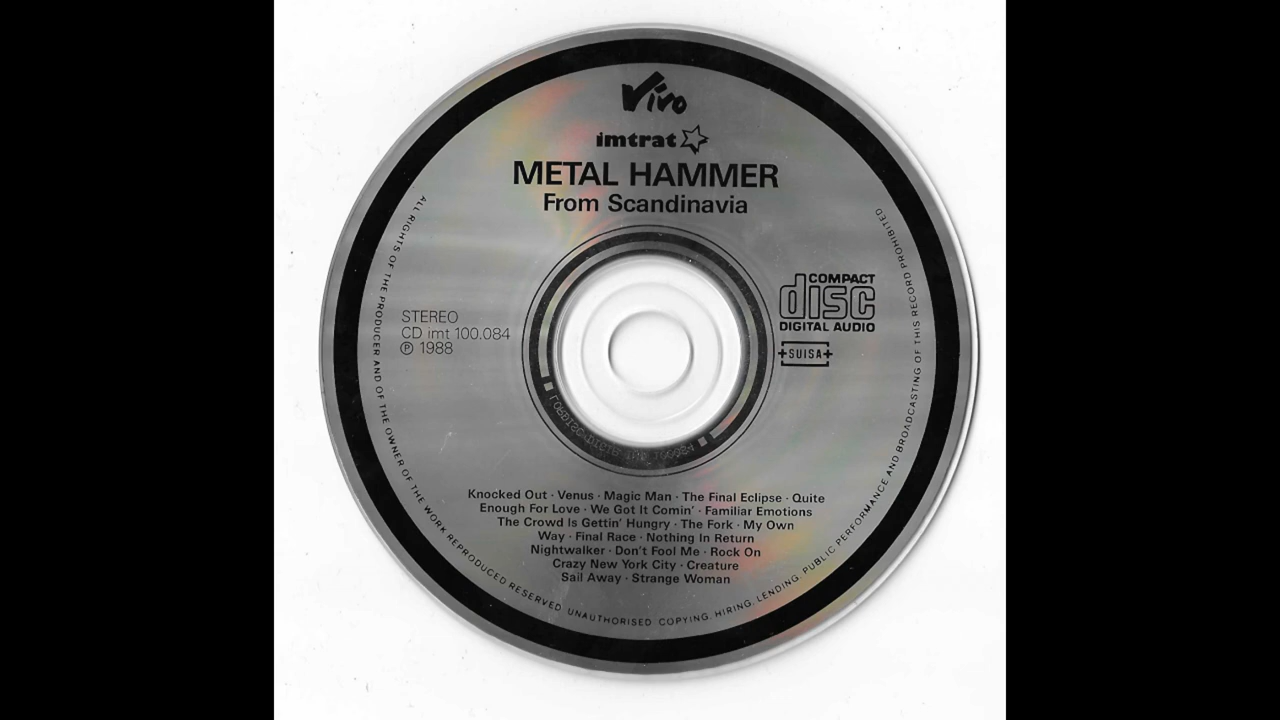 Vivo
imtrat
METAL HAMMER
From Scandinavia
STEREO
CD imt 100.084
℗ 1988
COMPACT
disc
DIGITAL AUDIO
SUISA
Knocked Out · Venus · Magic Man · The Final Eclipse · Quite
Enough For Love · We Got It Comin' · Familiar Emotions
The Crowd Is Gettin' Hungry · The Fork · My Own
Way · Final Race · Nothing In Return
Nightwalker · Don't Fool Me · Rock On
Crazy New York City · Creature
Sail Away · Strange Woman
ALL RIGHTS OF THE PRODUCER AND OF THE OWNER OF THE WORK REPRODUCED RESERVED UNAUTHORISED COPYING, HIRING, LENDING, PUBLIC PERFORMANCE AND BROADCASTING OF THIS RECORD PROHIBITED